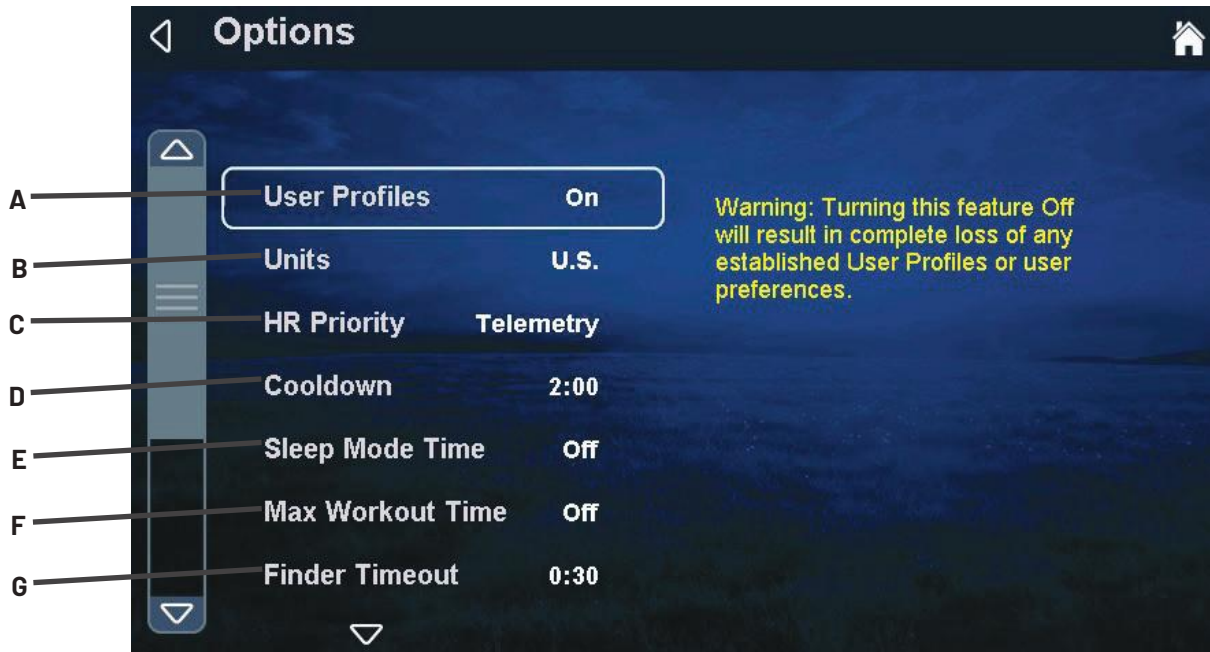 Options
A User Profiles On
Warning: Turning this feature Off
will result in complete loss of any
established User Profiles or user
preferences.
B Units U.S.
C HR Priority Telemetry
D Cooldown 2:00
E Sleep Mode Time Off
F Max Workout Time Off
G Finder Timeout 0:30